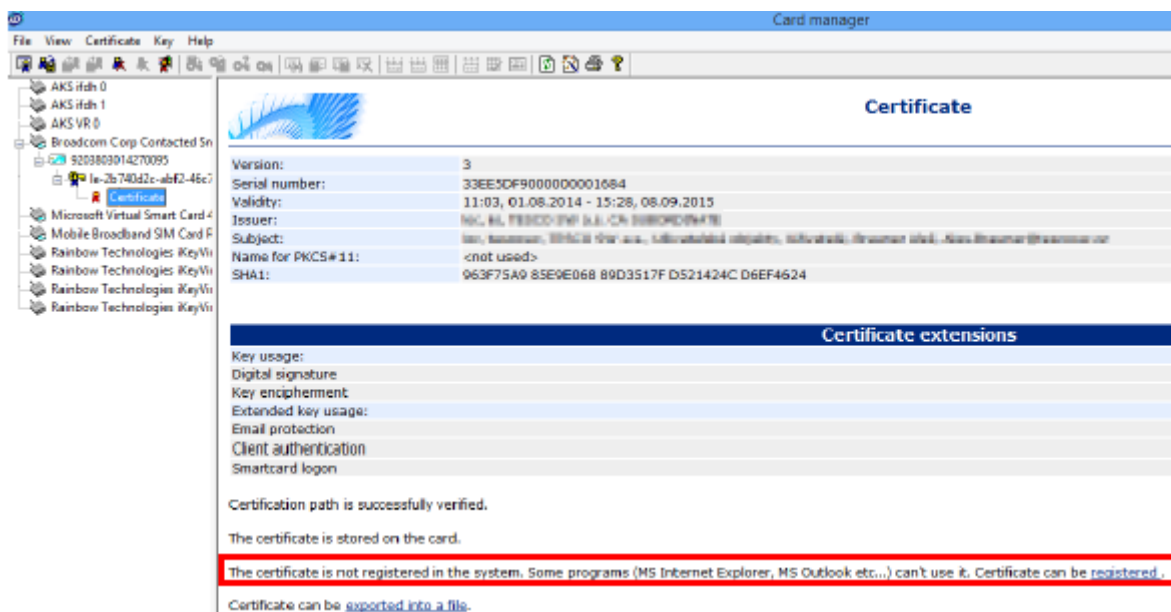 Card manager
File View Certificate Key Help
AKS ifdh 0
AKS ifdh 1
AKS VR 0
Broadcom Corp Contacted Sn
9203803014270095
le-2b740d2c-abf2-46c7
Certificate
Microsoft Virtual Smart Card 4
Mobile Broadband SIM Card F
Rainbow Technologies iKeyVi
Rainbow Technologies iKeyVi
Rainbow Technologies iKeyVi
Rainbow Technologies iKeyVi
Certificate
Version: 3
Serial number: 33EE5DF9000000001684
Validity: 11:03, 01.08.2014 - 15:28, 08.09.2015
Issuer:
Subject:
Name for PKCS#11: <not used>
SHA1: 963F75A9 85E9E068 89D3517F D521424C D6EF4624
Certificate extensions
Key usage:
Digital signature
Key encipherment
Extended key usage:
Email protection
Client authentication
Smartcard logon
Certification path is successfully verified.
The certificate is stored on the card.
The certificate is not registered in the system. Some programs (MS Internet Explorer, MS Outlook etc...) can't use it. Certificate can be registered.
Certificate can be exported into a file.